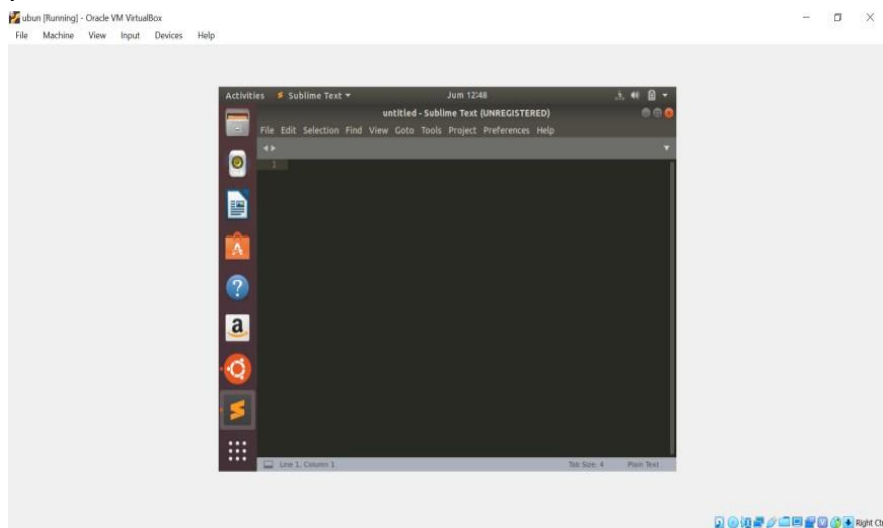 ubun [Running] - Oracle VM VirtualBox
File Machine View Input Devices Help
Activities Sublime Text Jum 12:48
untitled - Sublime Text (UNREGISTERED)
File Edit Selection Find View Goto Tools Project Preferences Help
1
a
Line 1, Column 1 Tab Size: 4 Plain Text
Right Ct